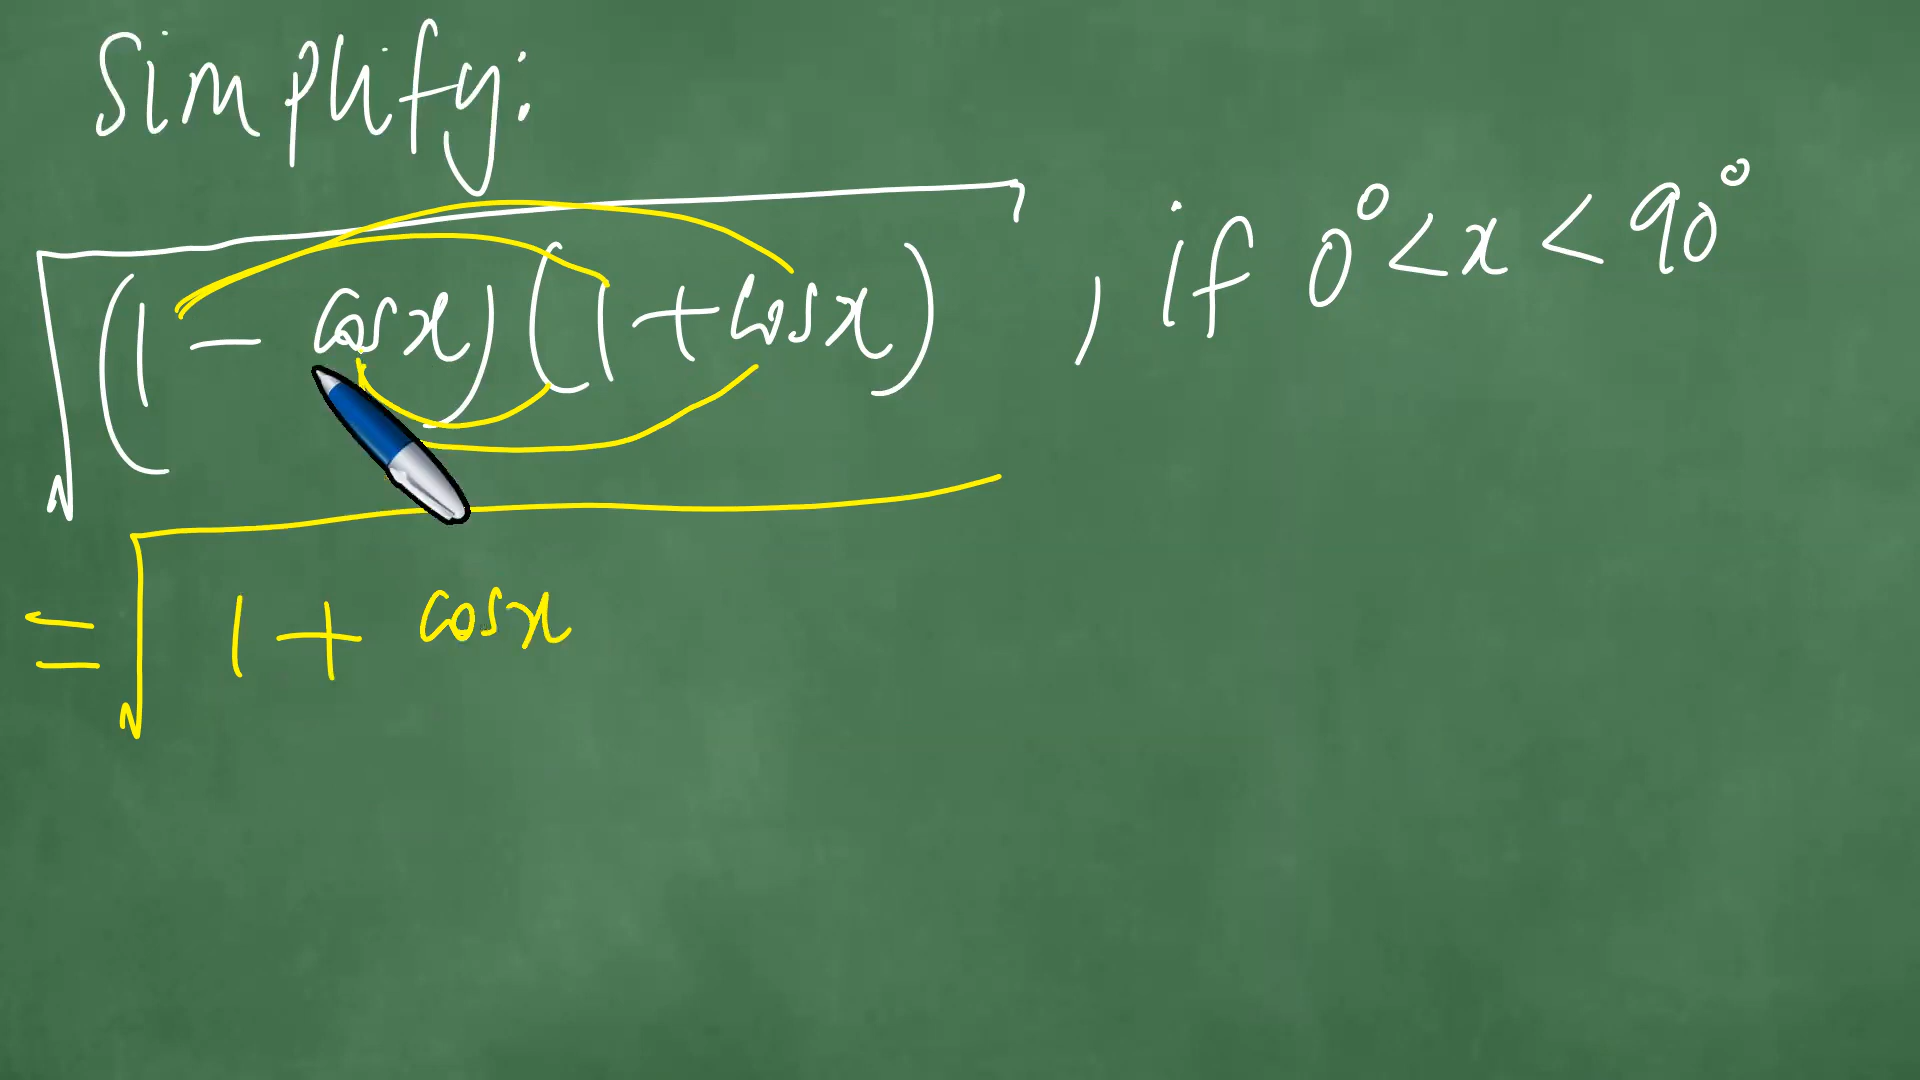 Simplify:
√(1 - cosx)(1 + cosx) , if 0° < x < 90°
= √1 + cosx